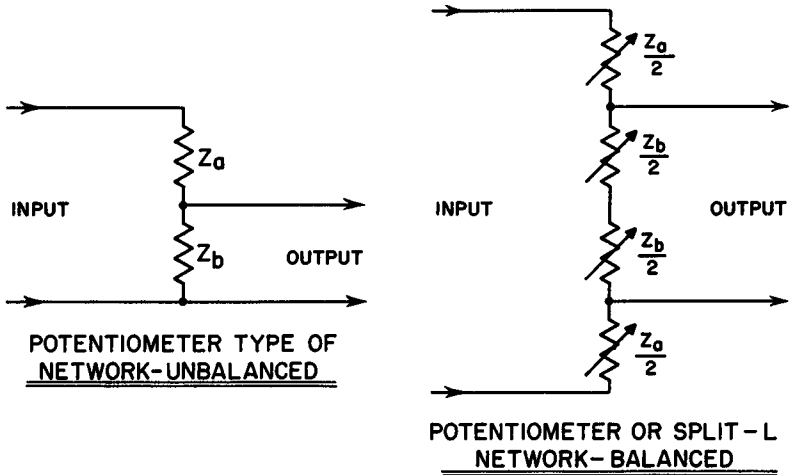 Za
INPUT
Zb
OUTPUT
POTENTIOMETER TYPE OF
NETWORK-UNBALANCED
Za
2
Zb
2
INPUT
OUTPUT
Zb
2
Za
2
POTENTIOMETER OR SPLIT-L
NETWORK-BALANCED